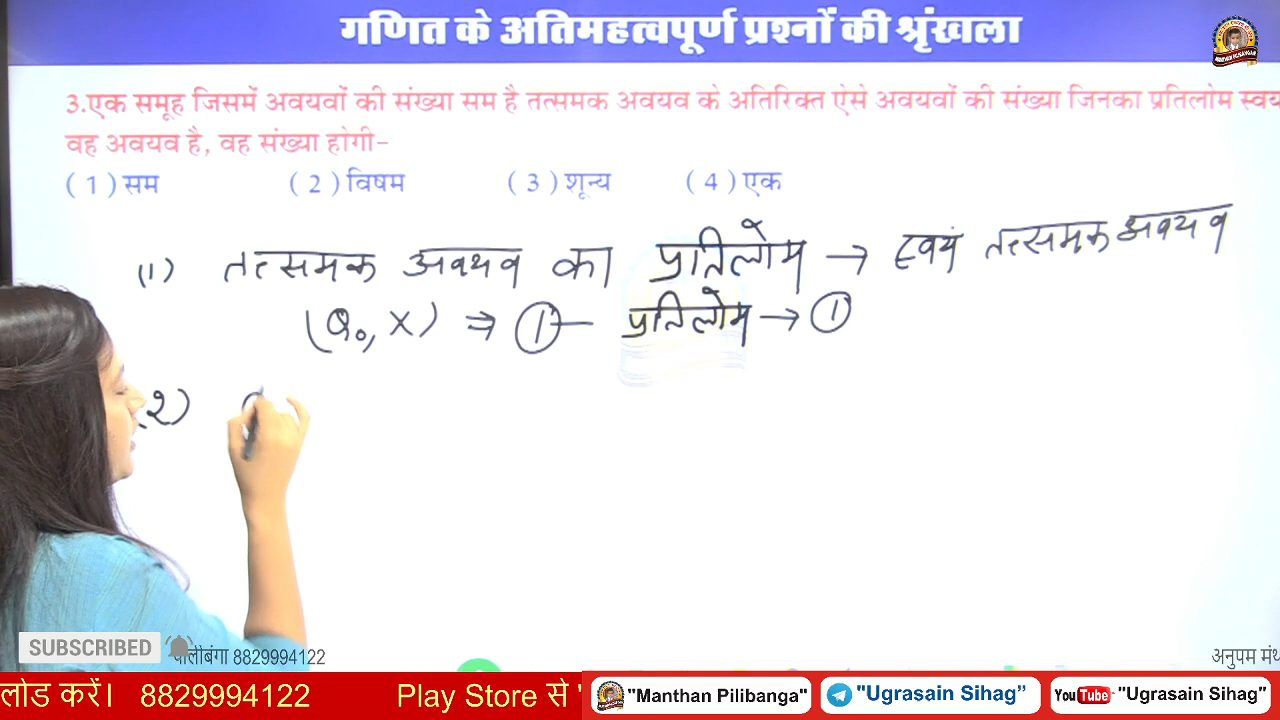 गणित के अतिमहत्वपूर्ण प्रश्नों की श्रृंखला
3.एक समूह जिसमें अवयवों की संख्या सम है तत्समक अवयव के अतिरिक्त ऐसे अवयवों की संख्या जिनका प्रतिलोम स्वय
वह अवयव है, वह संख्या होगी-
(1)सम (2)विषम (3)शून्य (4)एक
(1) तत्समक अवयव का प्रतिलोम → स्वयं तत्समक अवयव
(Q₀, X) ⇒ ① — प्रतिलोम → ①
(2)
SUBSCRIBED
पीलीबंगा 8829994122
अनुपम मं
लोड करें। 8829994122 Play Store से "Manthan Pilibanga" "Ugrasain Sihag" YouTube -"Ugrasain Sihag"